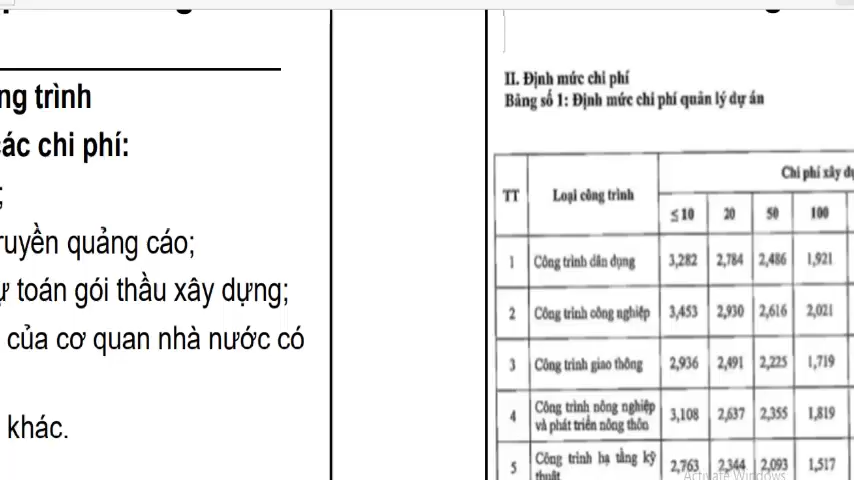 ng trình
ác chi phí:
;
ruyền quảng cáo;
ự toán gói thầu xây dựng;
của cơ quan nhà nước có
khác.
II. Định mức chi phí
Bảng số 1: Định mức chi phí quản lý dự án
TT Loại công trình Chi phí xây dự
≤ 10 20 50 100
1 Công trình dân dụng 3,282 2,784 2,486 1,921
2 Công trình công nghiệp 3,453 2,930 2,616 2,021
3 Công trình giao thông 2,936 2,491 2,225 1,719
4 Công trình nông nghiệp
và phát triển nông thôn 3,108 2,637 2,355 1,819
5 Công trình hạ tầng kỹ
thuật 2,763 2,344 2,093 1,517
Activate Windows